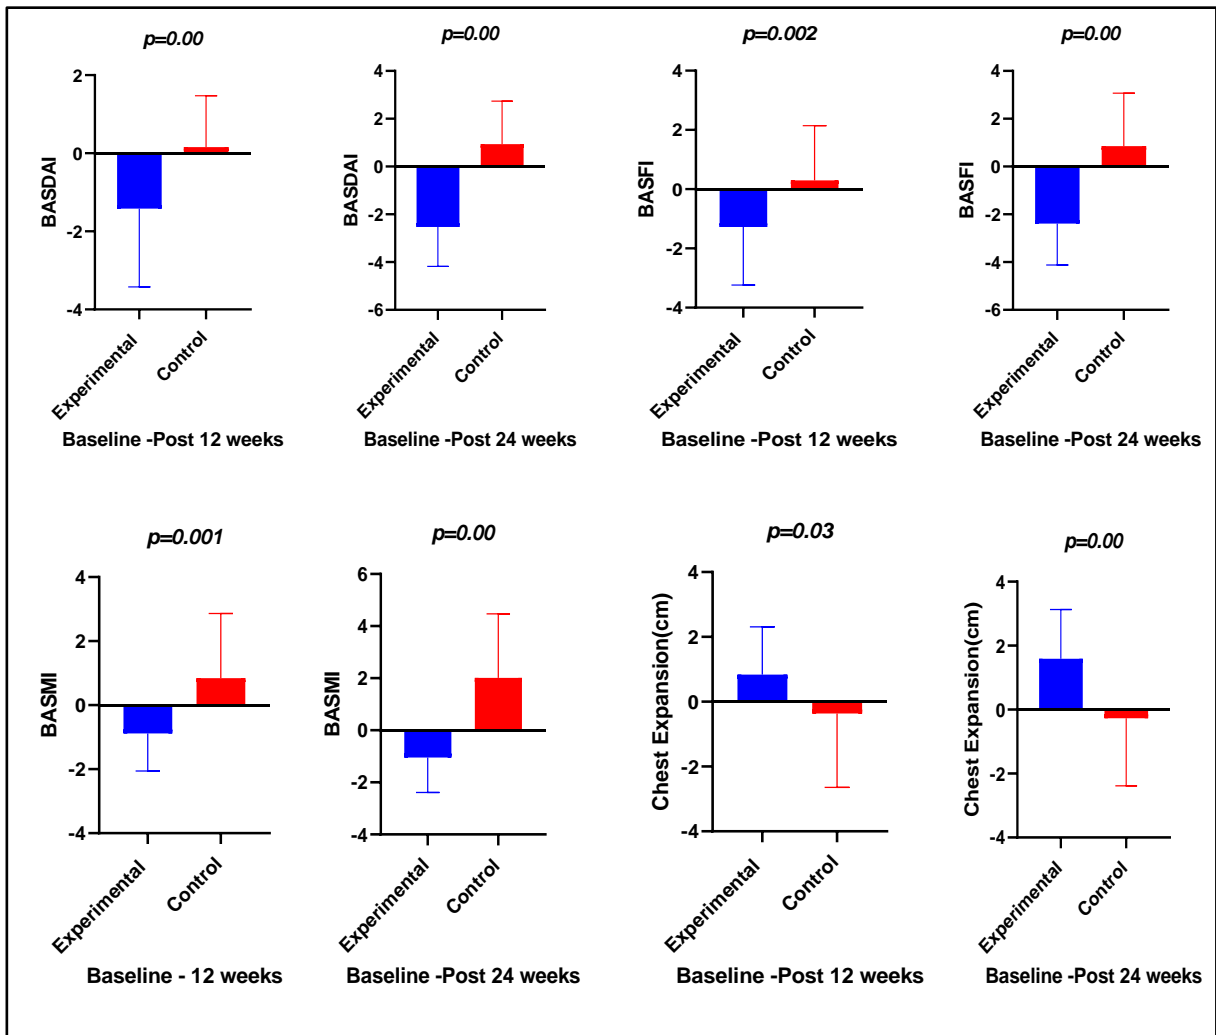 p=0.00
BASDAI
2
0
-2
-4
Experimental
Control
Baseline -Post 12 weeks
p=0.00
BASDAI
4
2
0
-2
-4
-6
Experimental
Control
Baseline -Post 24 weeks
p=0.002
BASFI
4
2
0
-2
-4
Experimental
Control
Baseline -Post 12 weeks
p=0.00
BASFI
4
2
0
-2
-4
-6
Experimental
Control
Baseline -Post 24 weeks
p=0.001
BASMI
4
2
0
-2
-4
Experimental
Control
Baseline - 12 weeks
p=0.00
BASMI
6
4
2
0
-2
-4
Experimental
Control
Baseline -Post 24 weeks
p=0.03
Chest Expansion(cm)
4
2
0
-2
-4
Experimental
Control
Baseline -Post 12 weeks
p=0.00
Chest Expansion(cm)
4
2
0
-2
-4
Experimental
Control
Baseline -Post 24 weeks